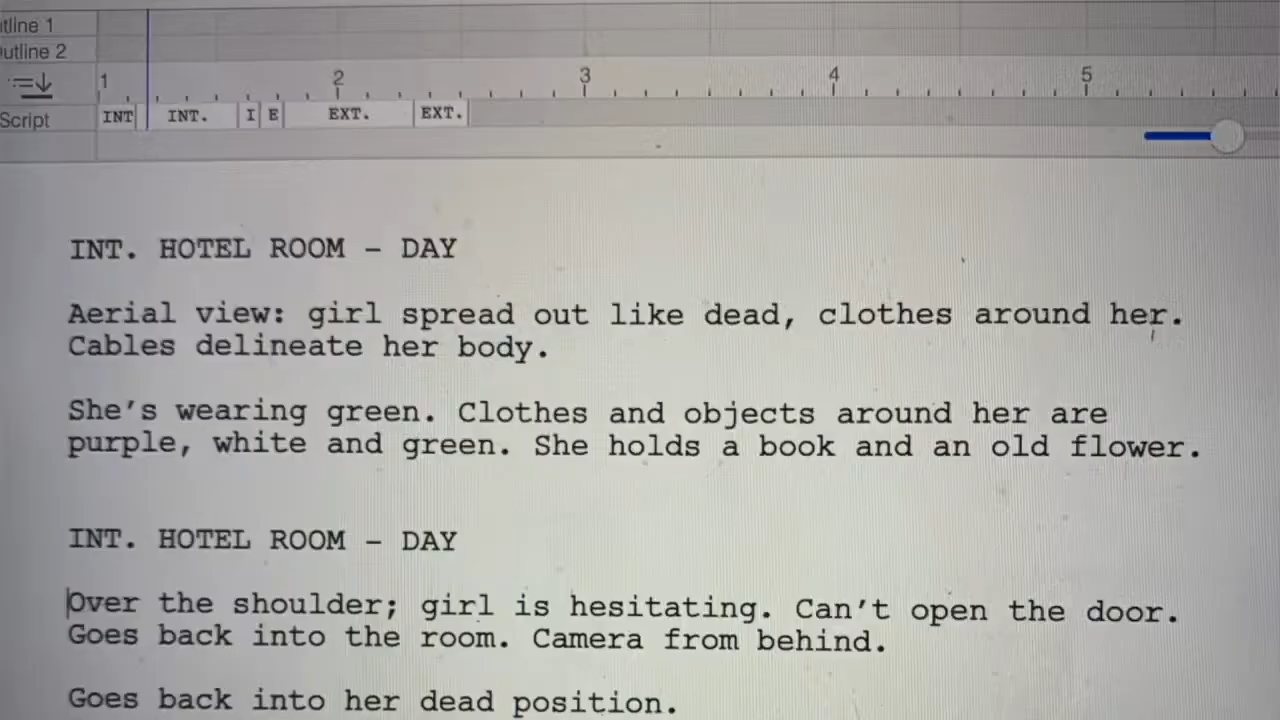 tline 1
utline 2
1 2 3 4 5
Script INT INT. I E EXT. EXT.
INT. HOTEL ROOM – DAY
Aerial view: girl spread out like dead, clothes around her.
Cables delineate her body.
She's wearing green. Clothes and objects around her are
purple, white and green. She holds a book and an old flower.
INT. HOTEL ROOM – DAY
Over the shoulder; girl is hesitating. Can't open the door.
Goes back into the room. Camera from behind.
Goes back into her dead position.